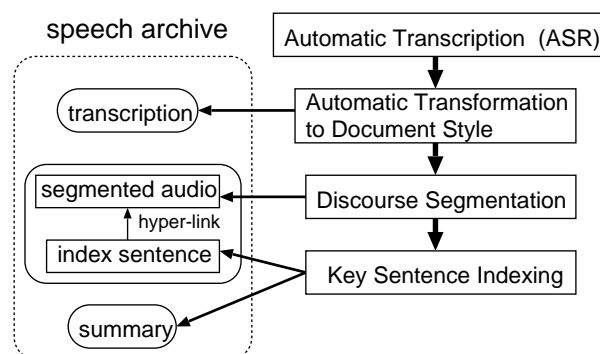 speech archive
Automatic Transcription (ASR)
transcription
Automatic Transformation
to Document Style
segmented audio
Discourse Segmentation
hyper-link
index sentence
Key Sentence Indexing
summary